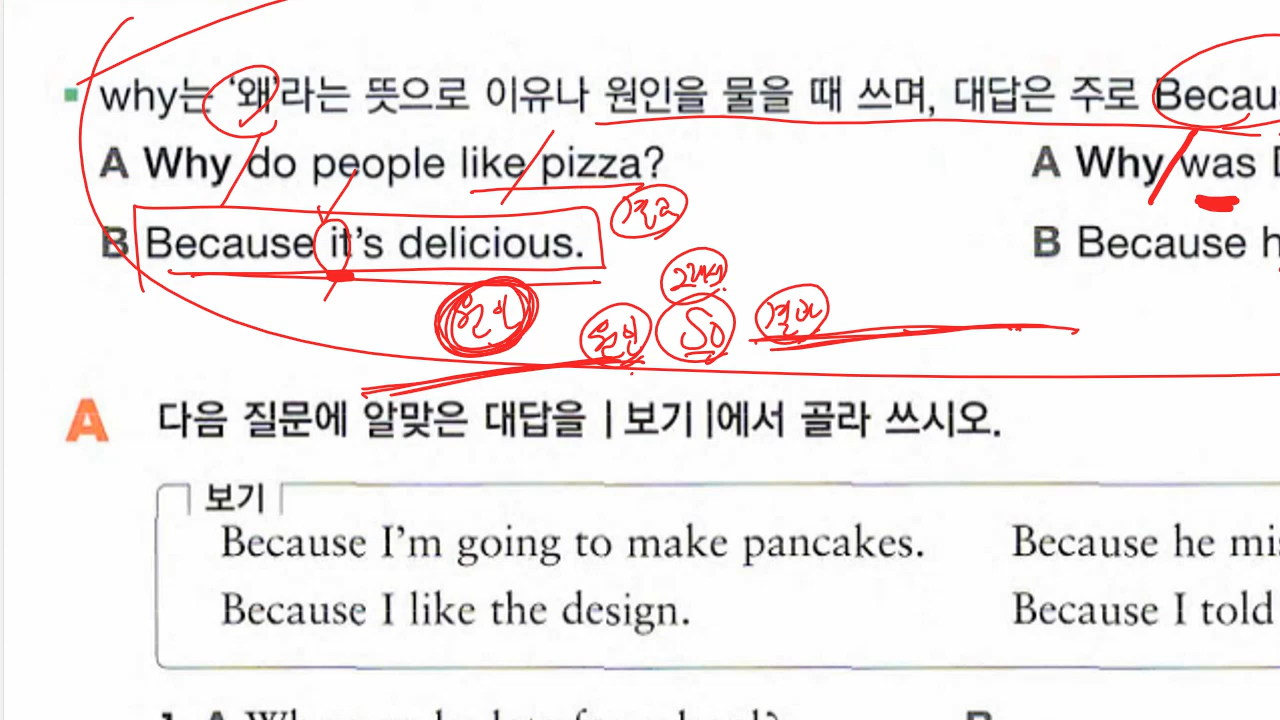 why는 ‘왜’라는 뜻으로 이유나 원인을 물을 때 쓰며, 대답은 주로 Becau
A Why do people like pizza?
A Why was
B Because it's delicious.
결과
B Because h
그래서
원인
원인 So 결과
A 다음 질문에 알맞은 대답을 | 보기 |에서 골라 쓰시오.
보기
Because I'm going to make pancakes.
Because he mis
Because I like the design.
Because I told